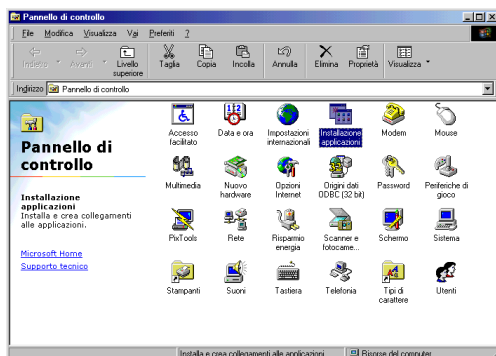 Pannello di controllo
File Modifica Visualizza Vai Preferiti ?
Indietro Avanti Livello superiore Taglia Copia Incolla Annulla Elimina Proprietà Visualizza
Indirizzo Pannello di controllo
Pannello di
controllo
Installazione
applicazioni
Installa e crea collegamenti
alle applicazioni.
Microsoft Home
Supporto tecnico
Accesso facilitato
Data e ora
Impostazioni internazionali
Installazione applicazioni
Modem
Mouse
Multimedia
Nuovo hardware
Opzioni Internet
Origini dati ODBC (32 bit)
Password
Periferiche di gioco
PixTools
Rete
Risparmio energia
Scanner e fotocame...
Schermo
Sistema
Stampanti
Suoni
Tastiera
Telefonia
Tipi di carattere
Utenti
Installa e crea collegamenti alle applicazioni. Risorse del computer